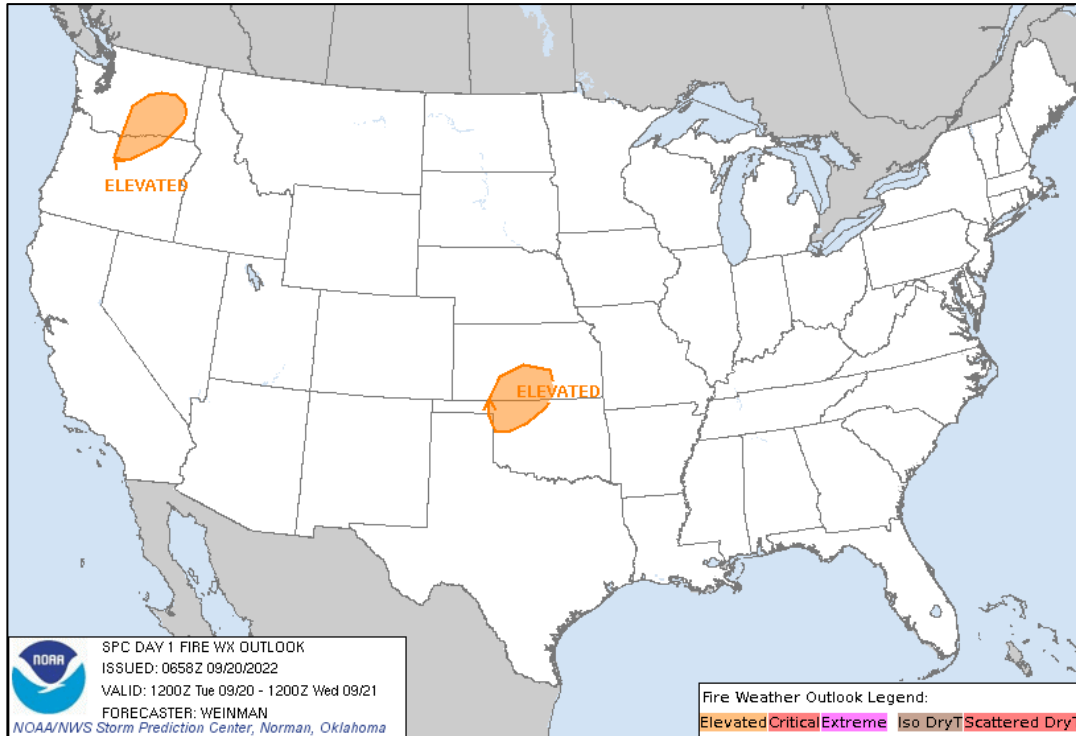 ELEVATED
ELEVATED
NOAA
SPC DAY 1 FIRE WX OUTLOOK
ISSUED: 0658Z 09/20/2022
VALID: 1200Z Tue 09/20 - 1200Z Wed 09/21
FORECASTER: WEINMAN
NOAA/NWS Storm Prediction Center, Norman, Oklahoma
Fire Weather Outlook Legend:
Elevated Critical Extreme Iso DryT Scattered DryT